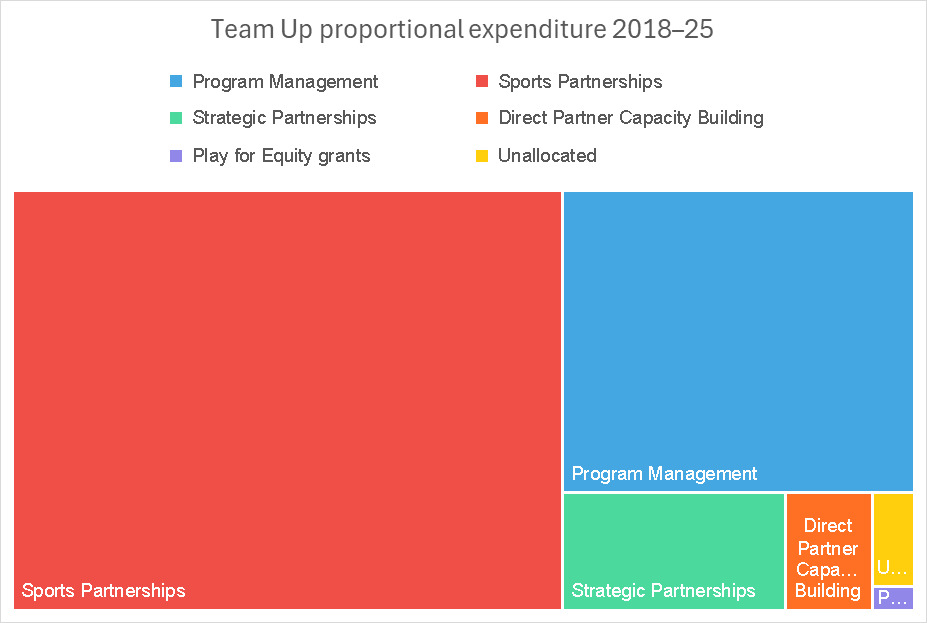 Team Up proportional expenditure 2018–25
Program Management
Sports Partnerships
Strategic Partnerships
Direct Partner Capacity Building
Play for Equity grants
Unallocated
Sports Partnerships
Program Management
Strategic Partnerships
Direct
Partner
Capa...
Building
U...
P...